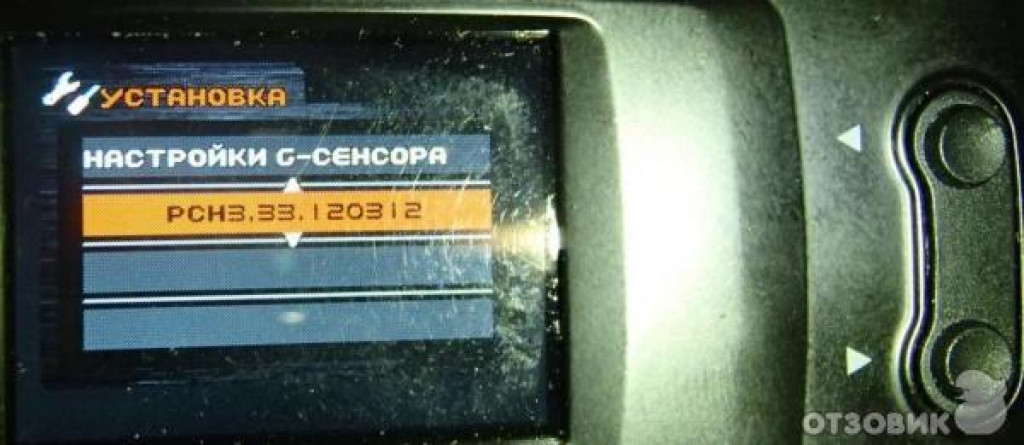 УСТАНОВКА
НАСТРОЙКИ G-СЕНСОРА
PCH3.33.120312
ОТЗОВИК